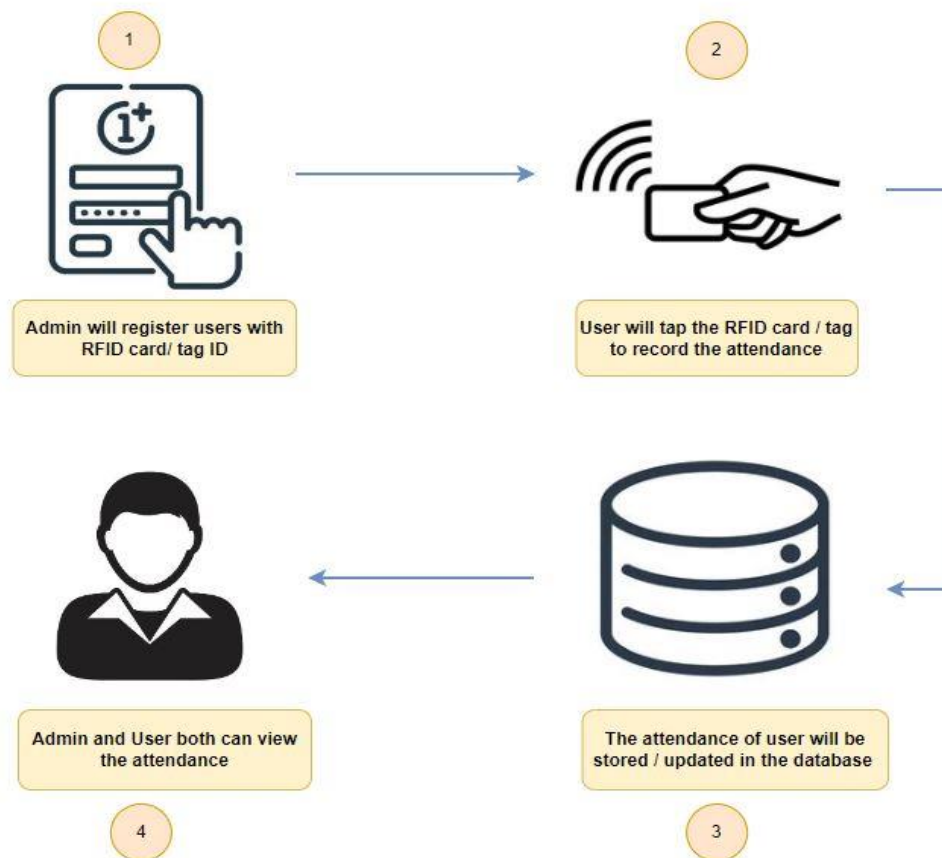 1
2
1+
Admin will register users with
RFID card/ tag ID
User will tap the RFID card / tag
to record the attendance
Admin and User both can view
the attendance
The attendance of user will be
stored / updated in the database
4
3